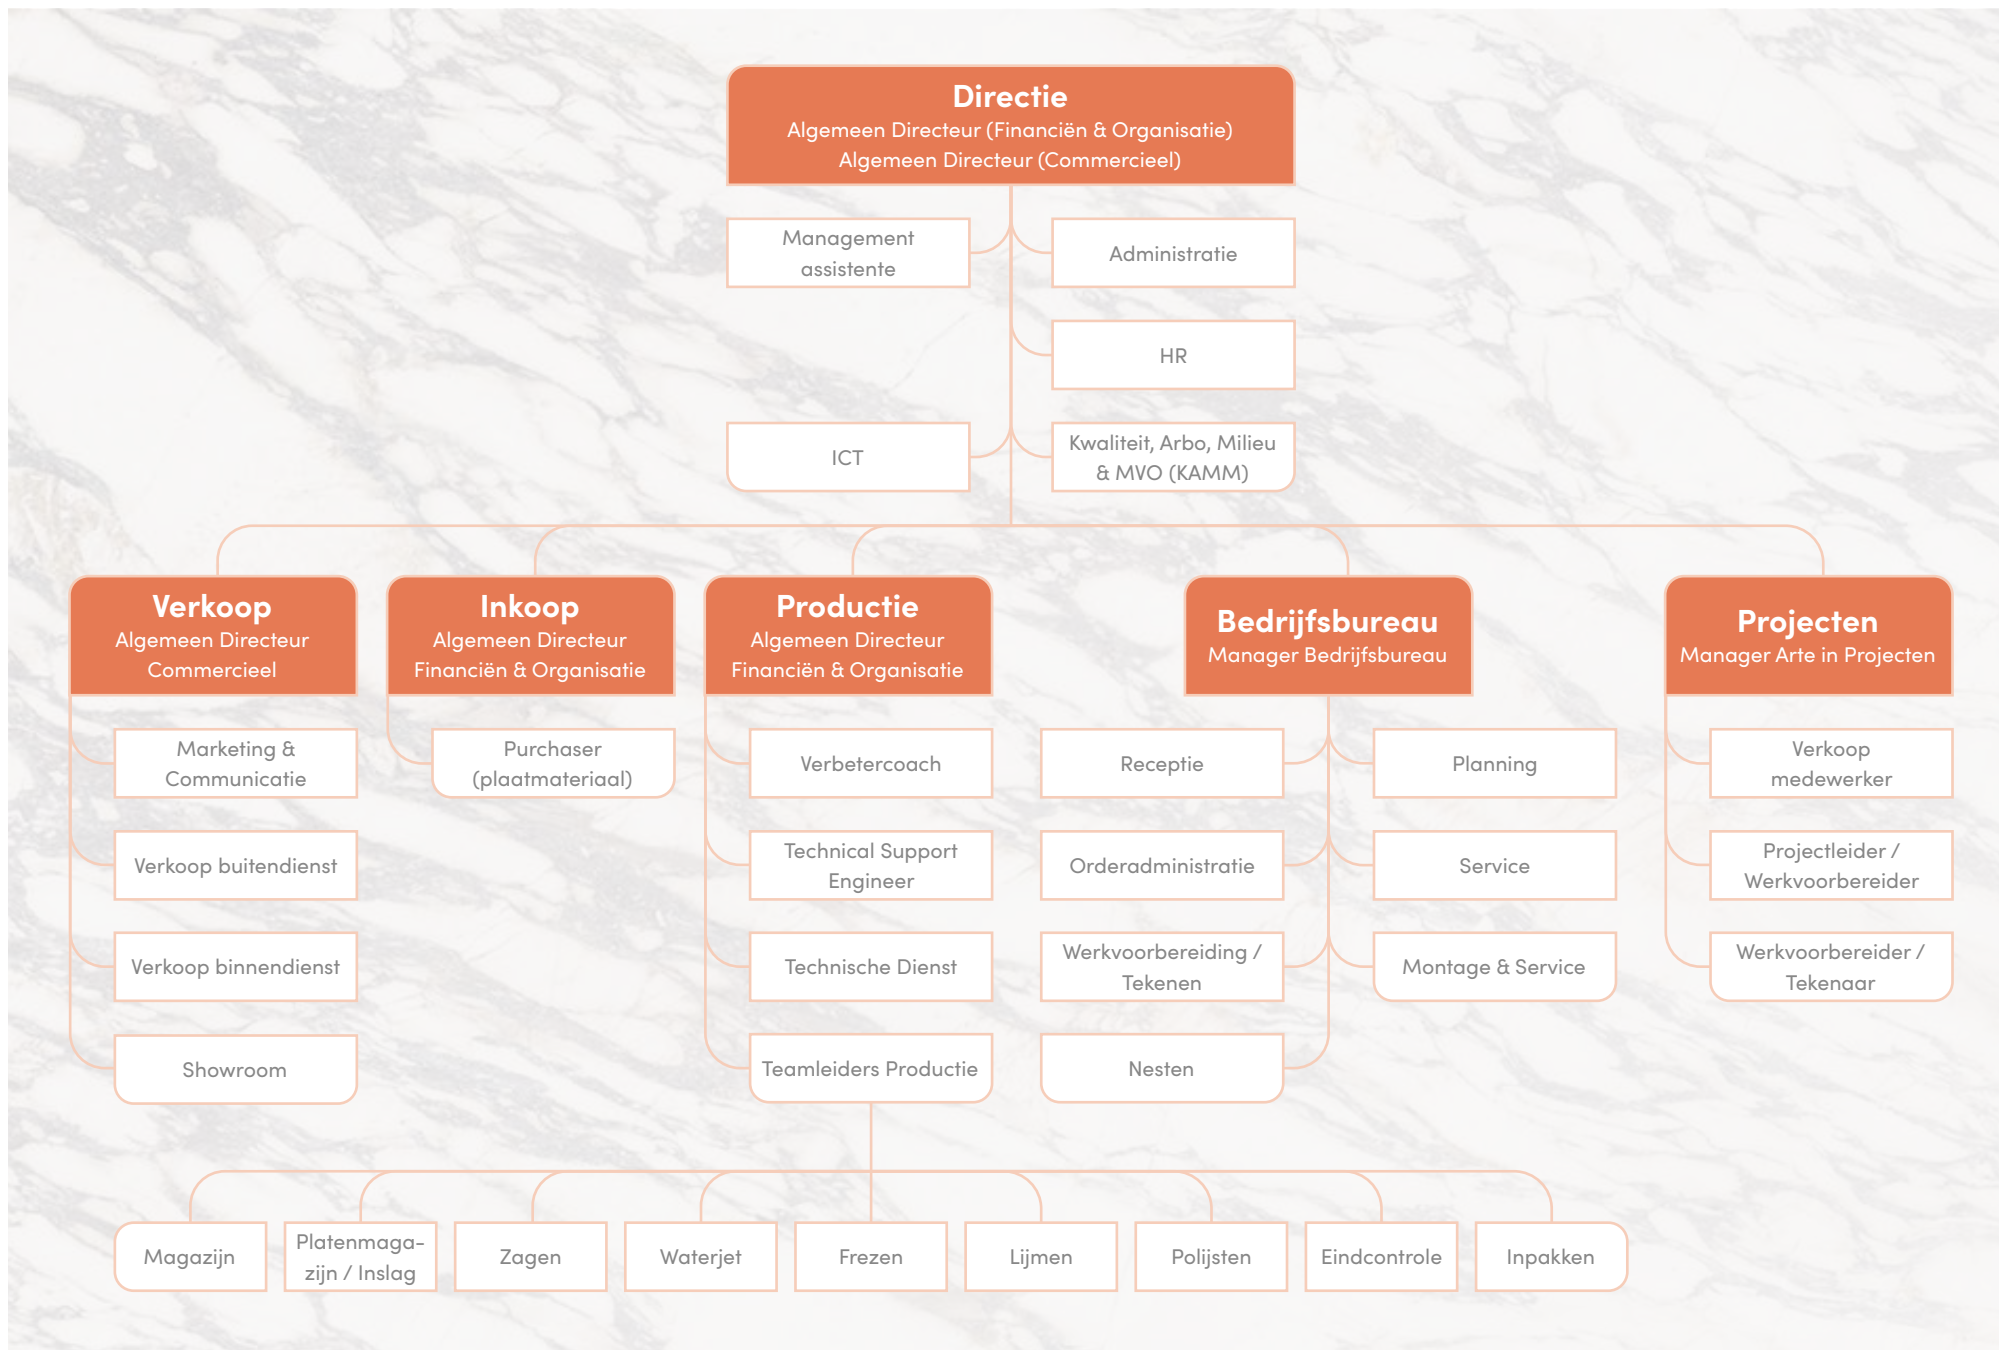 Directie
Algemeen Directeur (Financiën & Organisatie)
Algemeen Directeur (Commercieel)
Management
assistente
Administratie
HR
ICT
Kwaliteit, Arbo, Milieu
& MVO (KAMM)
Verkoop
Algemeen Directeur
Commercieel
Marketing &
Communicatie
Verkoop buitendienst
Verkoop binnendienst
Showroom
Inkoop
Algemeen Directeur
Financiën & Organisatie
Purchaser
(plaatmateriaal)
Productie
Algemeen Directeur
Financiën & Organisatie
Verbetercoach
Technical Support
Engineer
Technische Dienst
Teamleiders Productie
Bedrijfsbureau
Manager Bedrijfsbureau
Receptie
Orderadministratie
Werkvoorbereiding /
Tekenen
Nesten
Planning
Service
Montage & Service
Projecten
Manager Arte in Projecten
Verkoop
medewerker
Projectleider /
Werkvoorbereider
Werkvoorbereider /
Tekenaar
Magazijn
Platenmaga-
zijn / Inslag
Zagen
Waterjet
Frezen
Lijmen
Polijsten
Eindcontrole
Inpakken